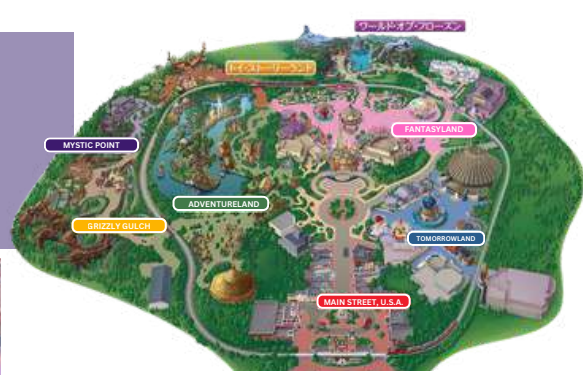 ワールド・オブ・フローズン
トイ・ストーリーランド
FANTASYLAND
MYSTIC POINT
ADVENTURELAND
GRIZZLY GULCH
TOMORROWLAND
MAIN STREET, U.S.A.